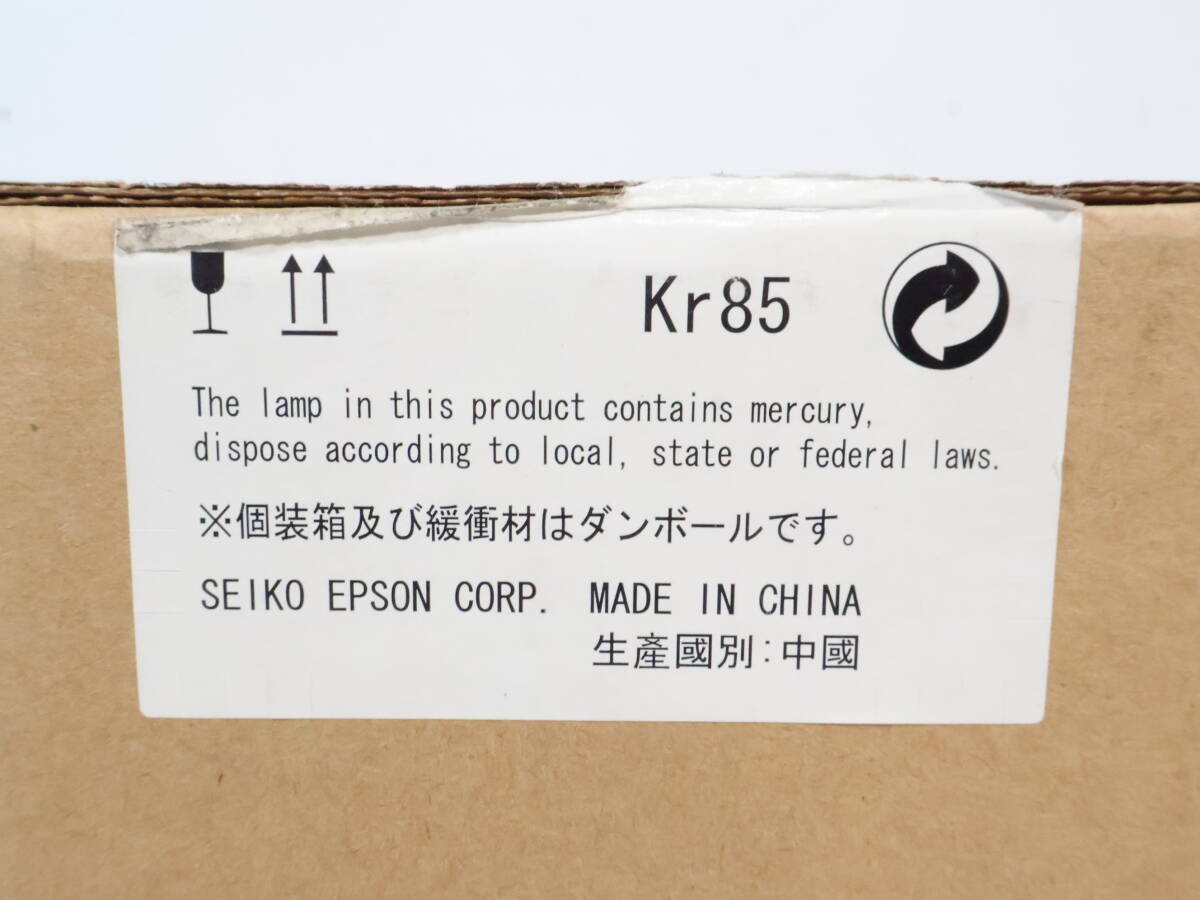 Kr85
The lamp in this product contains mercury,
dispose according to local, state or federal laws.
※個装箱及び緩衝材はダンボールです。
SEIKO EPSON CORP. MADE IN CHINA
生產國別:中國